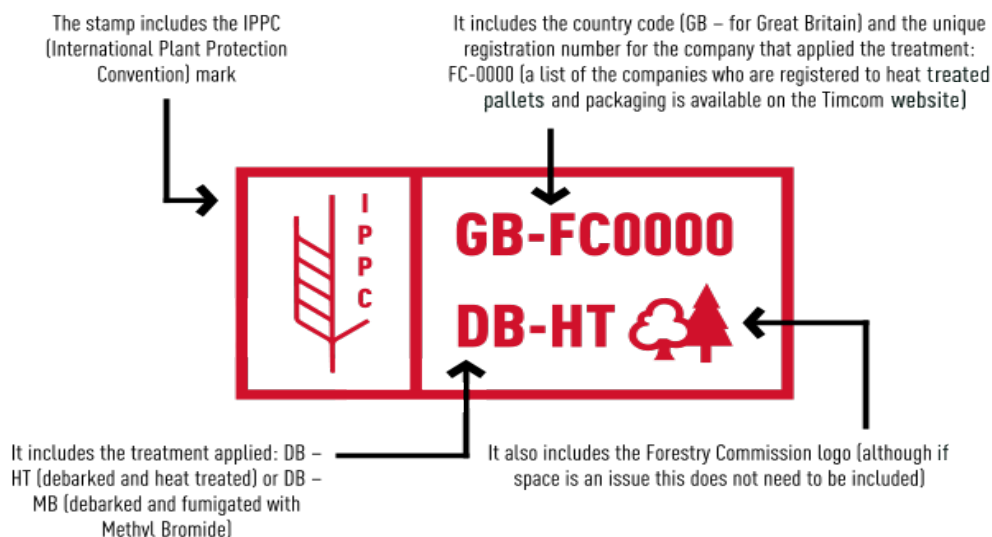 The stamp includes the IPPC
(International Plant Protection
Convention) mark
It includes the country code (GB – for Great Britain) and the unique
registration number for the company that applied the treatment:
FC-0000 (a list of the companies who are registered to heat treated
pallets and packaging is available on the Timcom website)
I
P
P
C
GB-FC0000
DB-HT
It includes the treatment applied: DB –
HT (debarked and heat treated) or DB –
MB (debarked and fumigated with
Methyl Bromide)
It also includes the Forestry Commission logo (although if
space is an issue this does not need to be included)